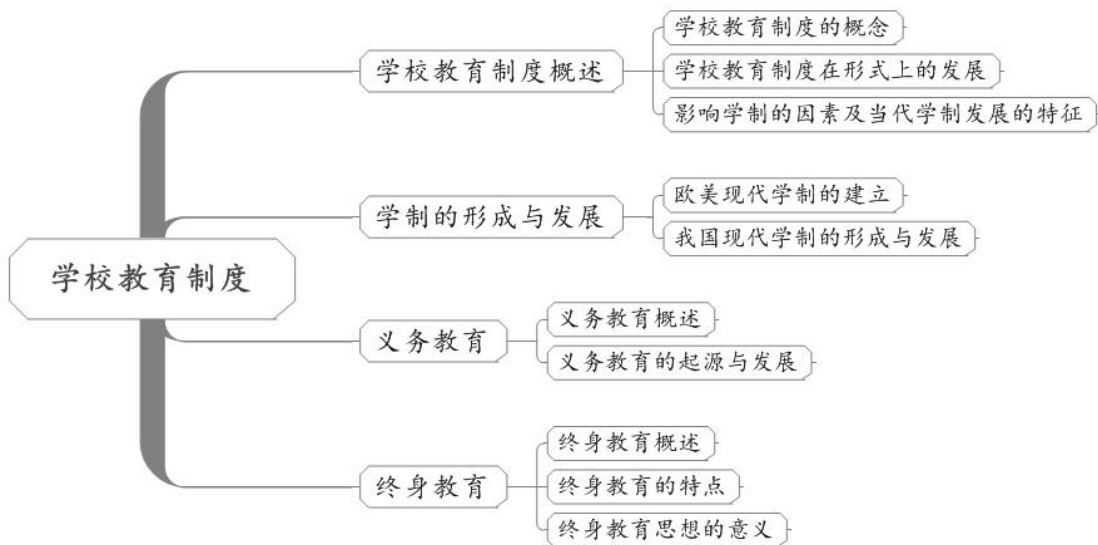 学校教育制度
学校教育制度概述
学校教育制度的概念
学校教育制度在形式上的发展
影响学制的因素及当代学制发展的特征
学制的形成与发展
欧美现代学制的建立
我国现代学制的形成与发展
义务教育
义务教育概述
义务教育的起源与发展
终身教育
终身教育概述
终身教育的特点
终身教育思想的意义